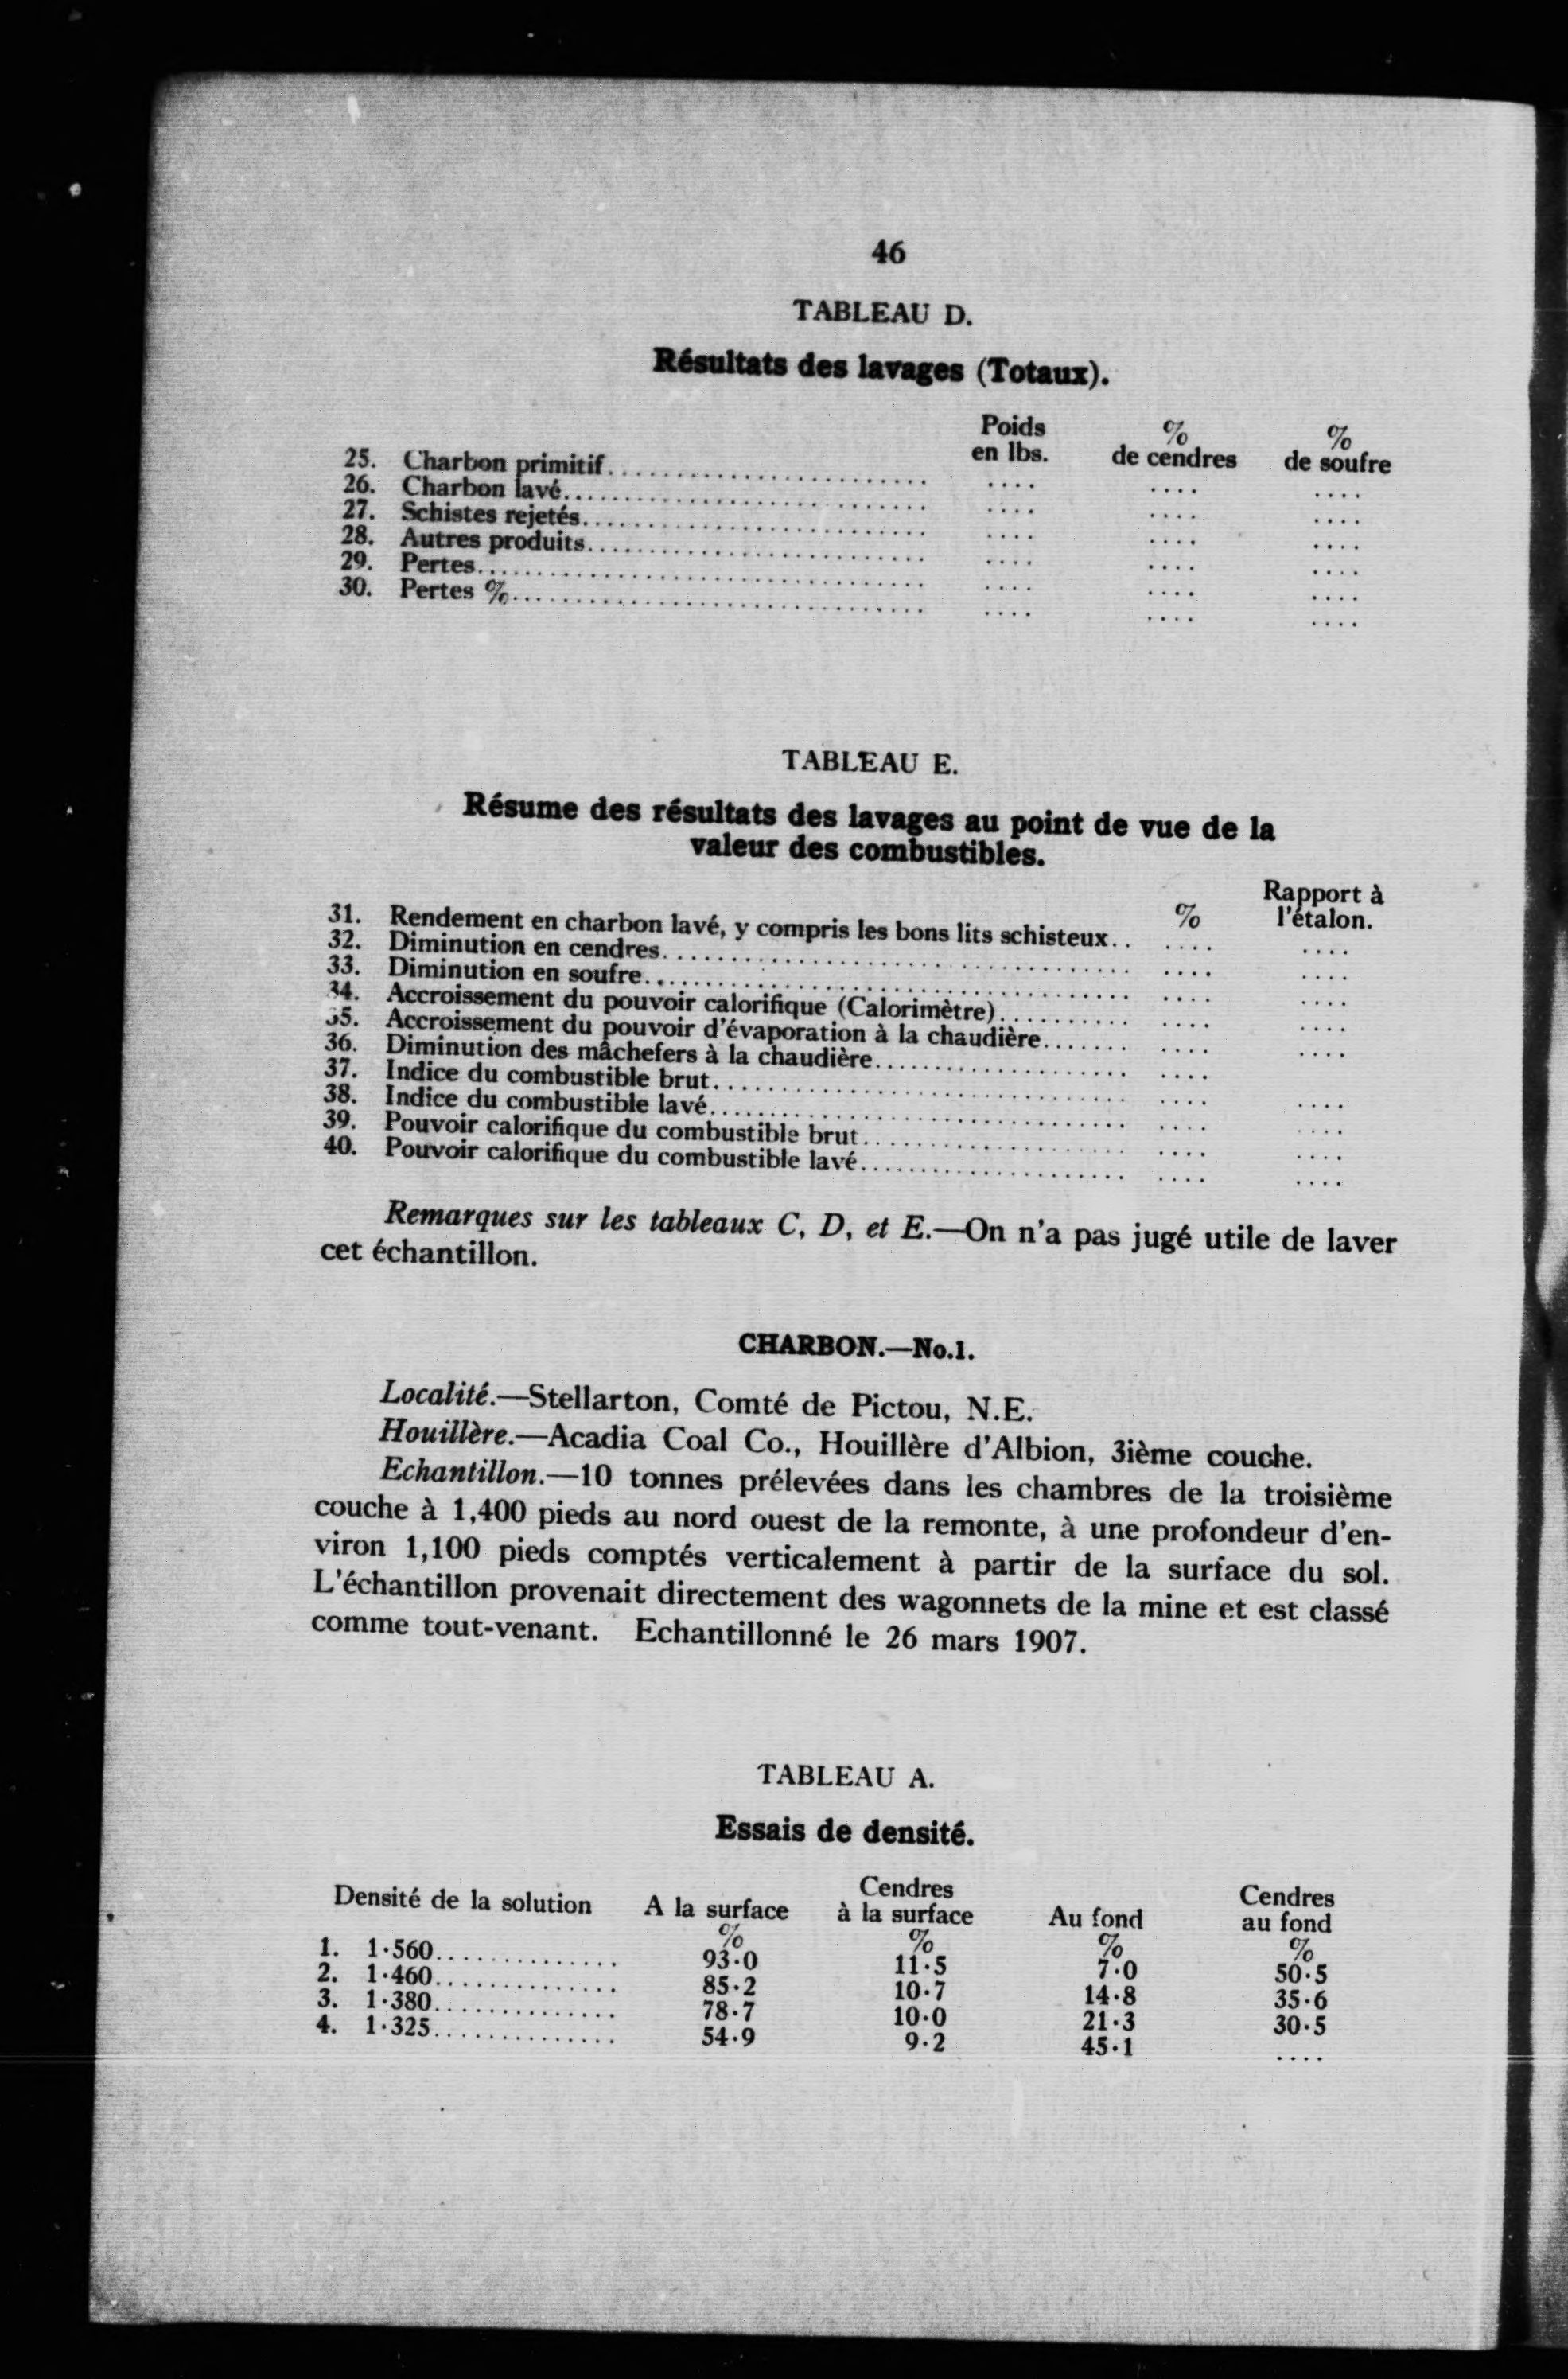 46
TABLEAU D.
Résultats des lavages (Totaux).
Poids % %
en lbs. de cendres de soufre
25. Charbon primitif........................... .... .... ....
26. Charbon lavé.............................. .... .... ....
27. Schistes rejetés............................ .... .... ....
28. Autres produits............................ .... .... ....
29. Pertes................................... .... .... ....
30. Pertes %................................. .... .... ....
TABLEAU E.
Résume des résultats des lavages au point de vue de la
valeur des combustibles.
Rapport à
% l'étalon.
31. Rendement en charbon lavé, y compris les bons lits schisteux.. .... ....
32. Diminution en cendres..................................... .... ....
33. Diminution en soufre...................................... .... ....
34. Accroissement du pouvoir calorifique (Calorimètre).......... .... ....
35. Accroissement du pouvoir d'évaporation à la chaudière....... .... ....
36. Diminution des mâchefers à la chaudière.................... ....
37. Indice du combustible brut................................. .... ....
38. Indice du combustible lavé................................. .... ....
39. Pouvoir calorifique du combustible brut..................... .... ....
40. Pouvoir calorifique du combustible lavé..................... .... ....
Remarques sur les tableaux C, D, et E.—On n'a pas jugé utile de laver
cet échantillon.
CHARBON.—No.1.
Localité.—Stellarton, Comté de Pictou, N.E.
Houillère.—Acadia Coal Co., Houillère d'Albion, 3ième couche.
Echantillon.—10 tonnes prélevées dans les chambres de la troisième
couche à 1,400 pieds au nord ouest de la remonte, à une profondeur d'en-
viron 1,100 pieds comptés verticalement à partir de la surface du sol.
L'échantillon provenait directement des wagonnets de la mine et est classé
comme tout-venant. Echantillonné le 26 mars 1907.
TABLEAU A.
Essais de densité.
Cendres Cendres
Densité de la solution A la surface à la surface Au fond au fond
% % % %
1. 1·560............... 93·0 11·5 7·0 50·5
2. 1·460............... 85·2 10·7 14·8 35·6
3. 1·380............... 78·7 10·0 21·3 30·5
4. 1·325............... 54·9 9·2 45·1 ....